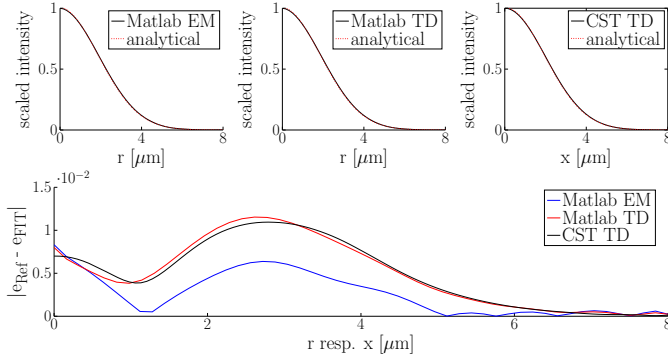 1
0.5
0
0
4
8
scaled intensity
r [μm]
Matlab EM
analytical
1
0.5
0
0
4
8
scaled intensity
r [μm]
Matlab TD
analytical
1
0.5
0
0
4
8
scaled intensity
x [μm]
CST TD
analytical
·10⁻²
1.5
1
0.5
0
0
2
4
6
8
|e_Ref - e_FIT|
r resp. x [μm]
Matlab EM
Matlab TD
CST TD